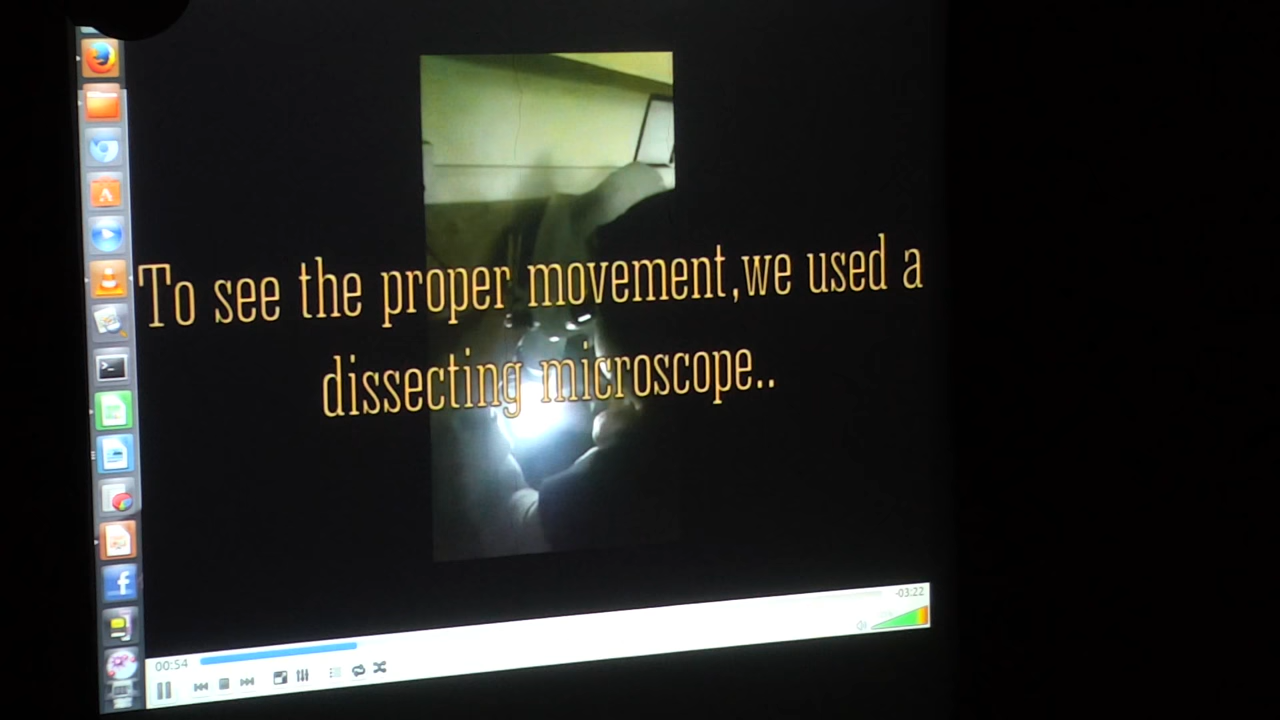 To see the proper movement,we used a
dissecting microscope..
-03:22
00:54